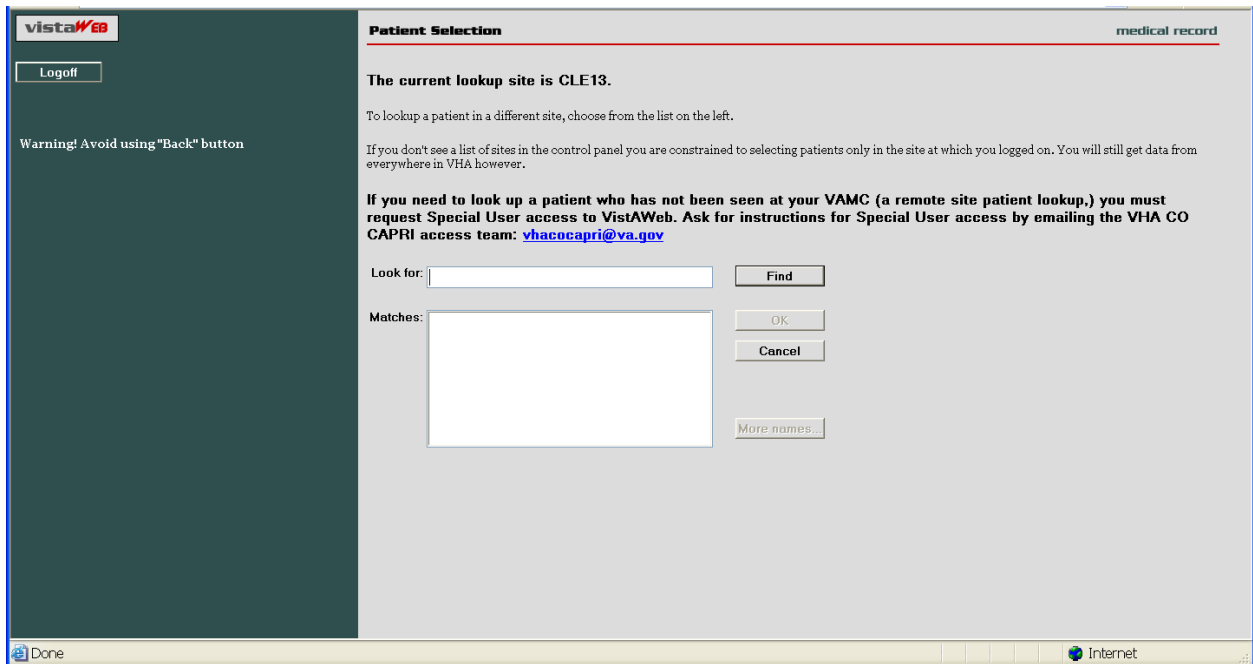 vistaWEB
Logoff
Warning! Avoid using "Back" button
Patient Selection
medical record
The current lookup site is CLE13.
To lookup a patient in a different site, choose from the list on the left.
If you don't see a list of sites in the control panel you are constrained to selecting patients only in the site at which you logged on. You will still get data from
everywhere in VHA however.
If you need to look up a patient who has not been seen at your VAMC (a remote site patient lookup,) you must
request Special User access to VistAWeb. Ask for instructions for Special User access by emailing the VHA CO
CAPRI access team: vhacocapri@va.gov
Look for:
Find
Matches:
OK
Cancel
More names...
Done
Internet